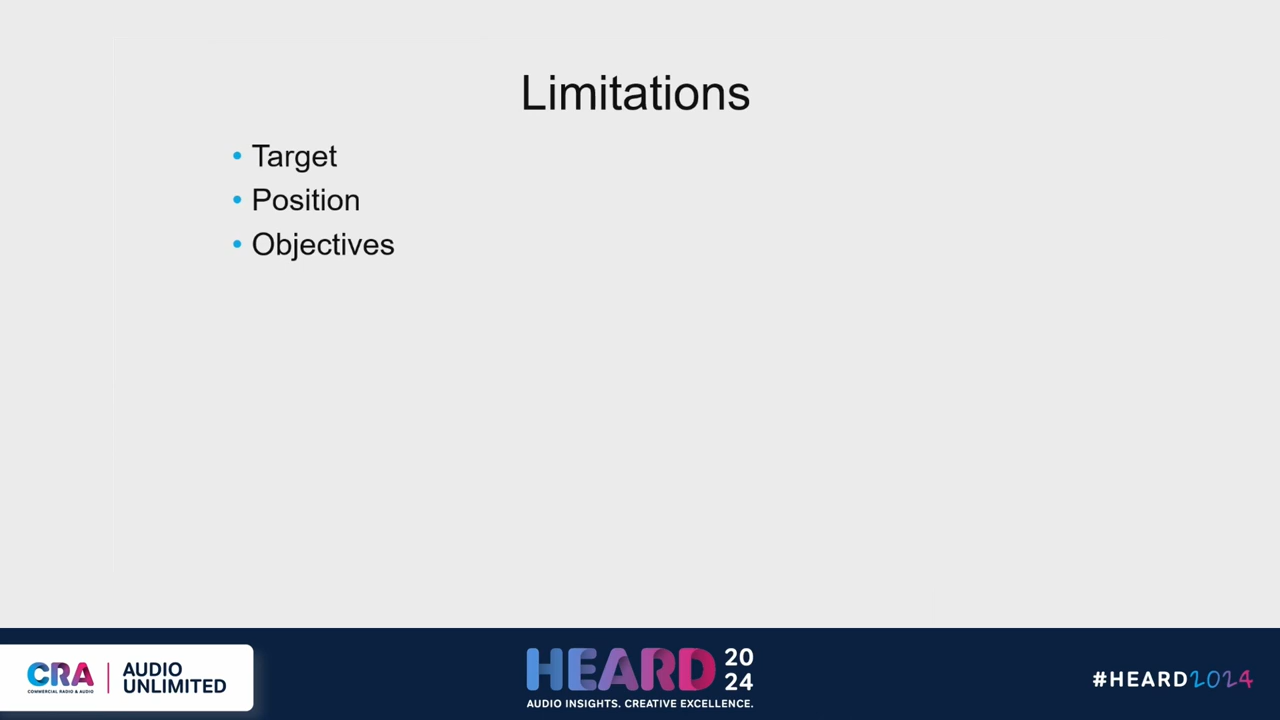 Limitations
• Target
• Position
• Objectives
CRA
COMMERCIAL RADIO & AUDIO
AUDIO
UNLIMITED
HEARD
20
24
AUDIO INSIGHTS. CREATIVE EXCELLENCE.
#HEARD2024